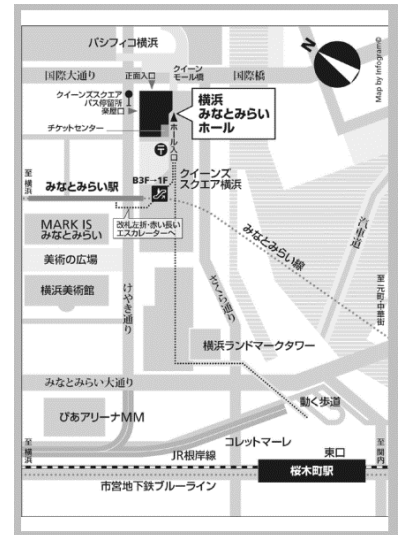 パシフィコ横浜
N
Map by infogram©
国際大通り
正面入口
クイーン
モール橋
国際橋
クイーンズスクエア
バス停留所
楽屋口
チケットセンター
横浜
みなとみらい
ホール
ホール入口
至横浜
みなとみらい駅
B3F→1F
クイーンズ
スクエア横浜
改札左折・赤い長い
エスカレーターへ
MARK IS
みなとみらい
美術の広場
横浜美術館
けやき通り
さくら通り
みなとみらい線
汽車道
至元町・中華街
横浜ランドマークタワー
みなとみらい大通り
ぴあアリーナMM
動く歩道
コレットマーレ
JR根岸線
東口
至横浜
桜木町駅
至関内
市営地下鉄ブルーライン